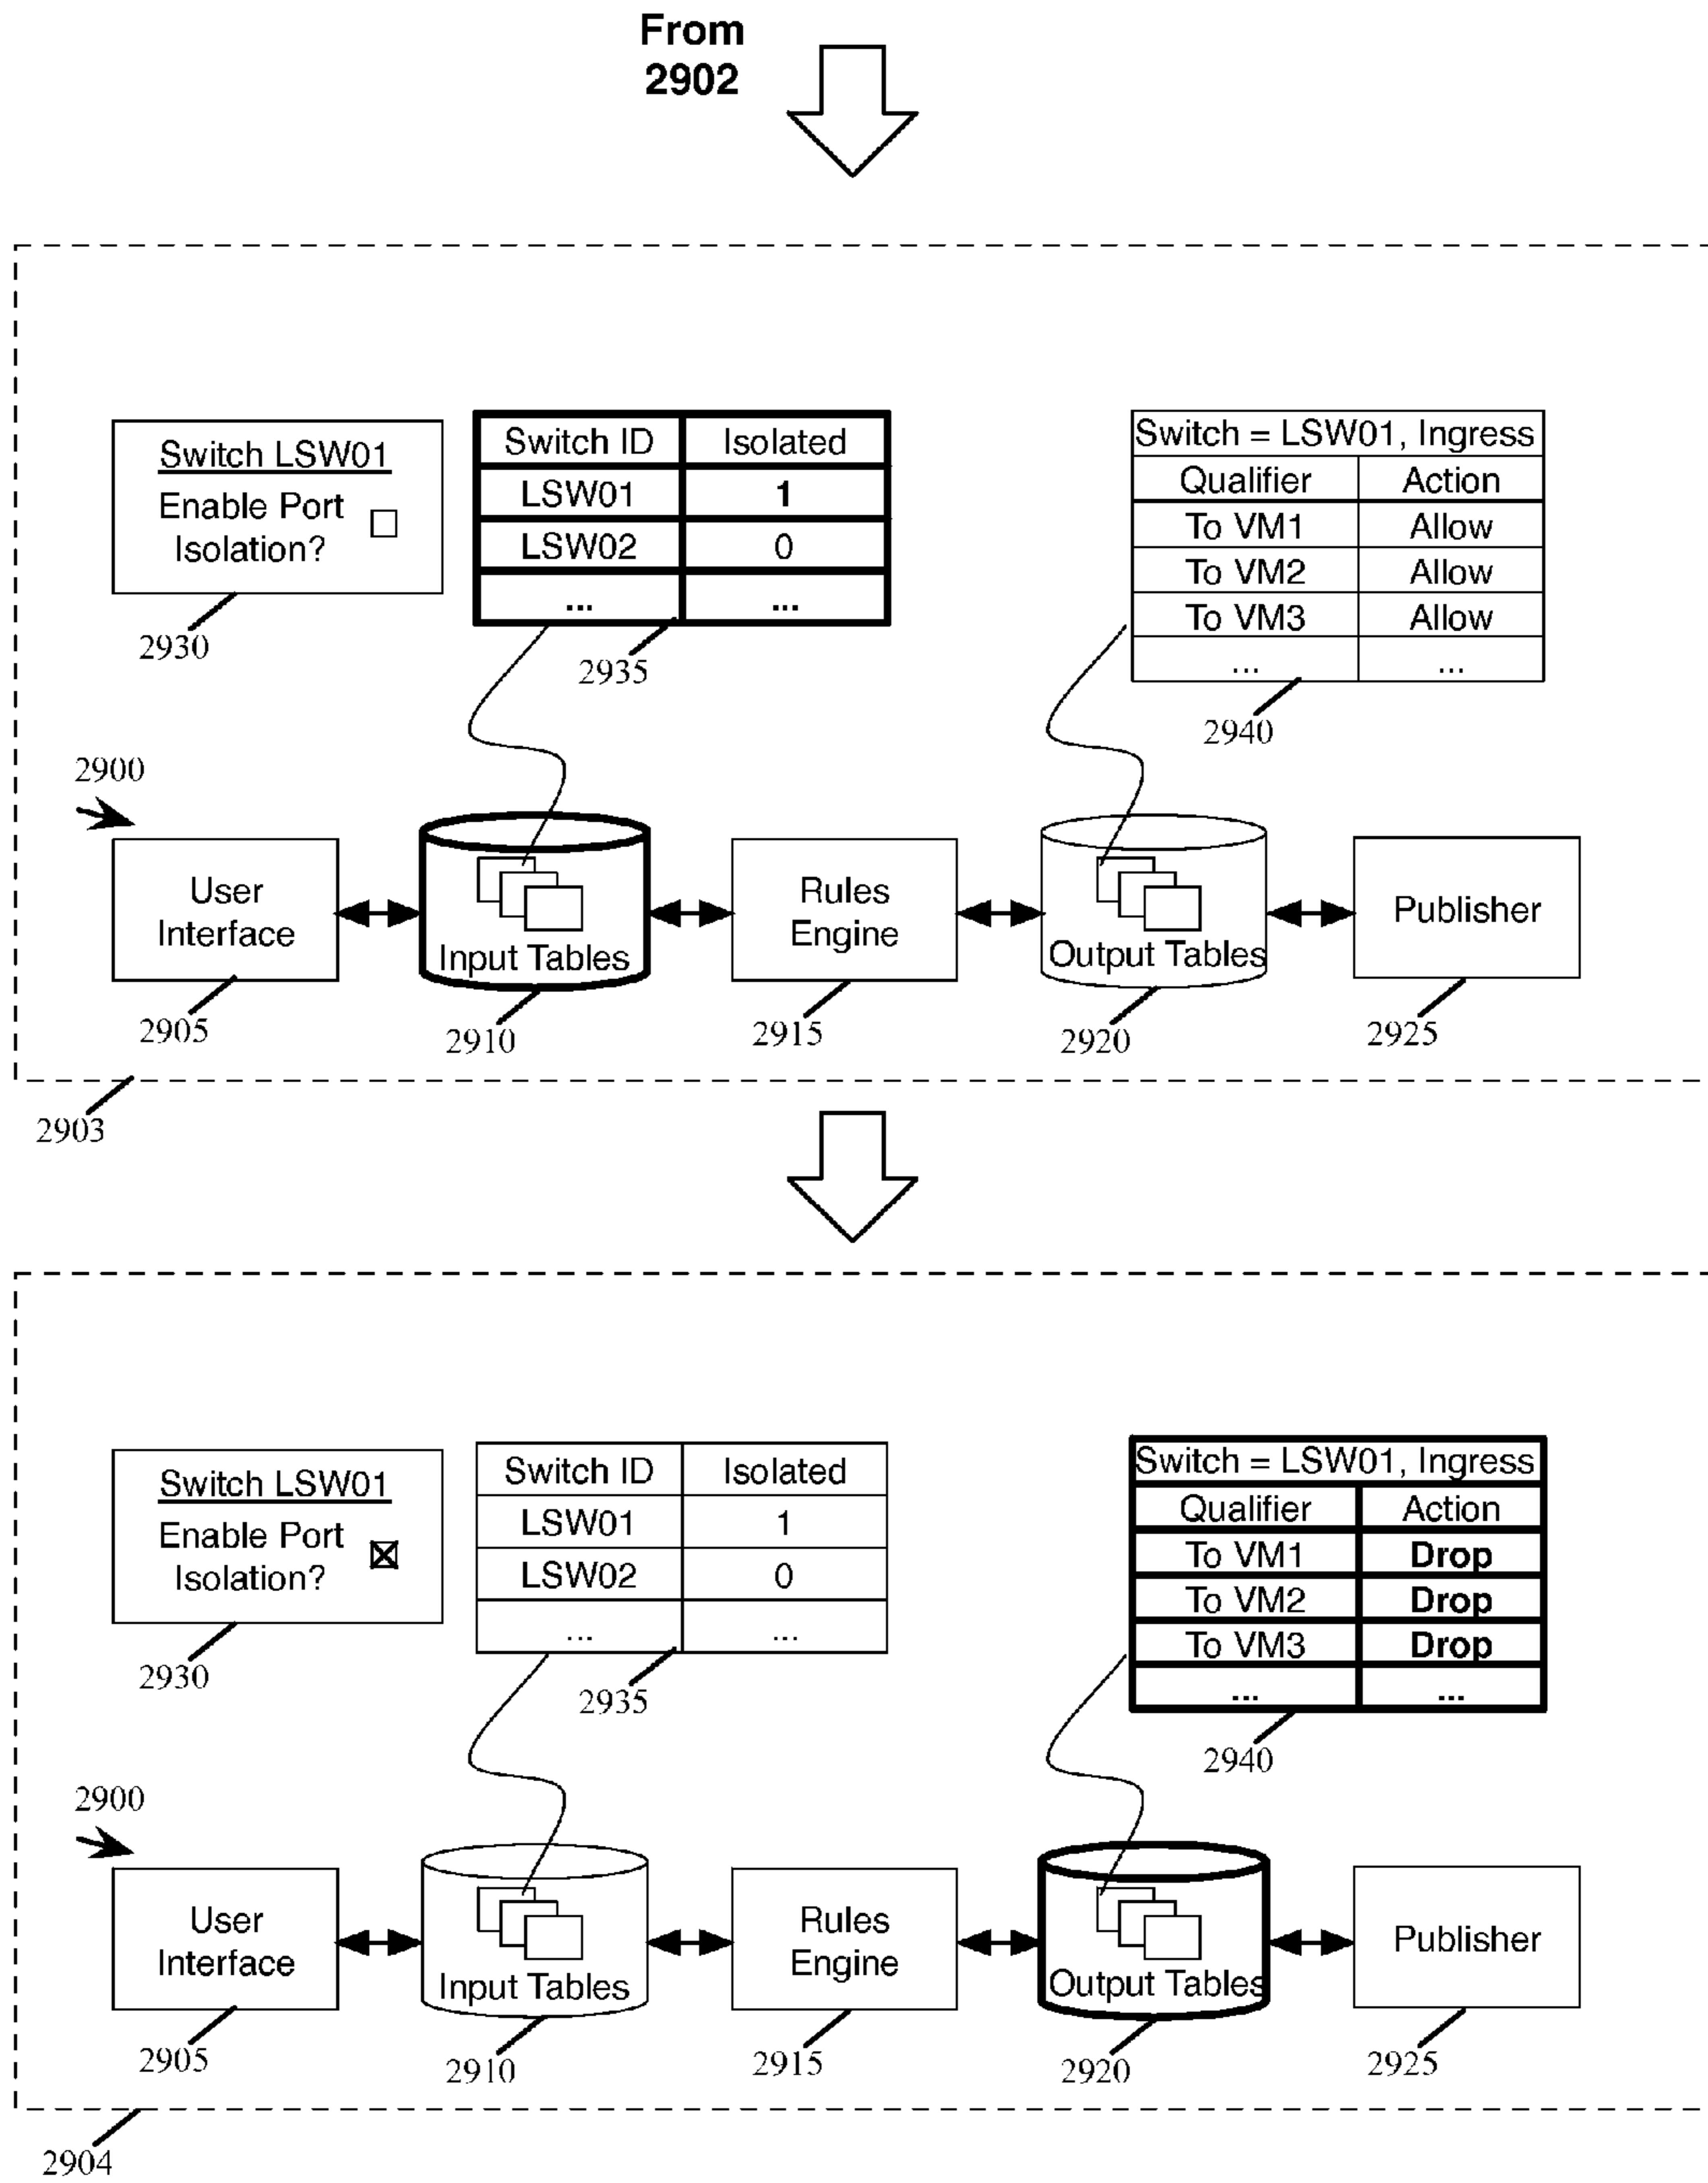 From
2902
Switch LSW01
Enable Port
Isolation?
2930
Switch ID Isolated
LSW01 1
LSW02 0
... ...
2935
Switch = LSW01, Ingress
Qualifier Action
To VM1 Allow
To VM2 Allow
To VM3 Allow
... ...
2940
2900
User
Interface
Input Tables
Rules
Engine
Output Tables
Publisher
2905
2910
2915
2920
2925
2903
Switch LSW01
Enable Port
Isolation?
2930
Switch ID Isolated
LSW01 1
LSW02 0
... ...
2935
Switch = LSW01, Ingress
Qualifier Action
To VM1 Drop
To VM2 Drop
To VM3 Drop
... ...
2940
2900
User
Interface
Input Tables
Rules
Engine
Output Tables
Publisher
2905
2910
2915
2920
2925
2904